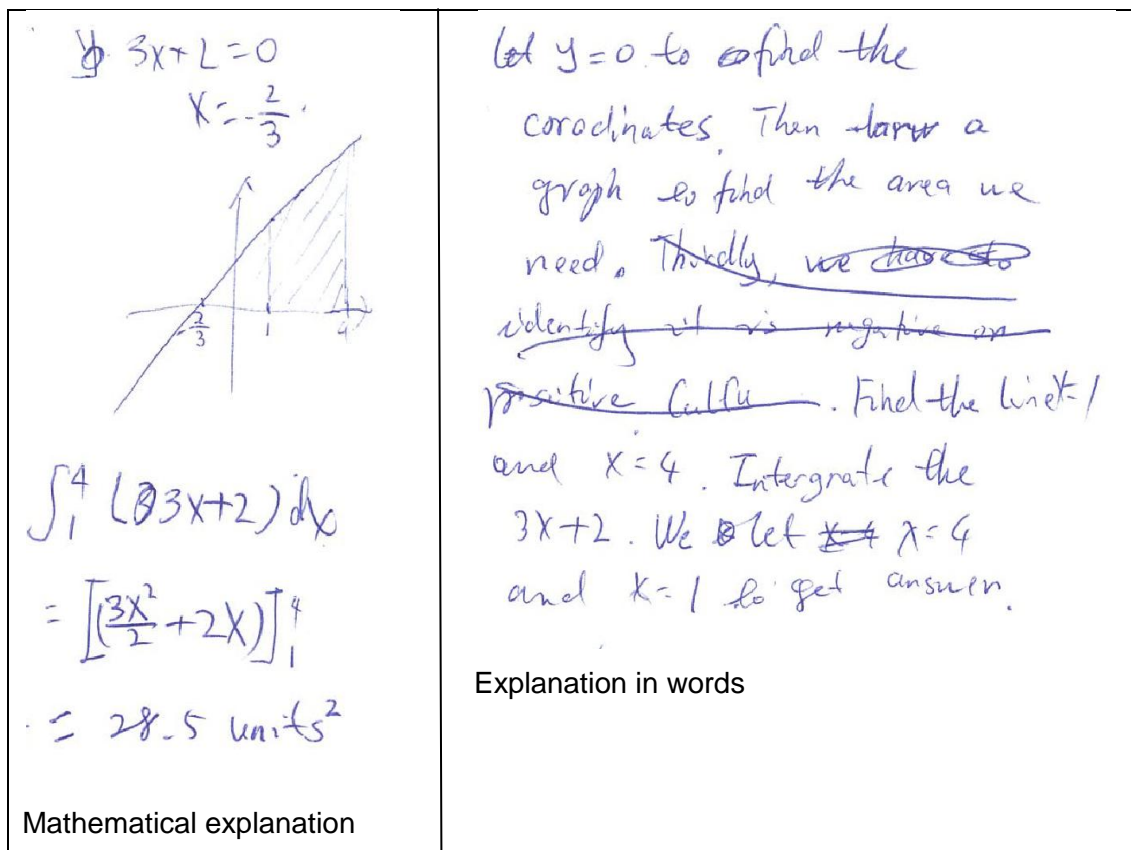 3x+2=0
x=-2/3
-2/3 1 4
∫₁⁴ (3x+2) dx
= [(3x²/2 + 2x)]₁⁴
= 28.5 units²
Mathematical explanation
Let y=0 to find the
corodinates. Then a
graph to find the area we
need. Thirdly, we have to
identify it is negative or
positive Calcu. Find the line x=1
and x=4. Intergrate the
3x+2. We let x=4
and x=1 to get answer.
Explanation in words